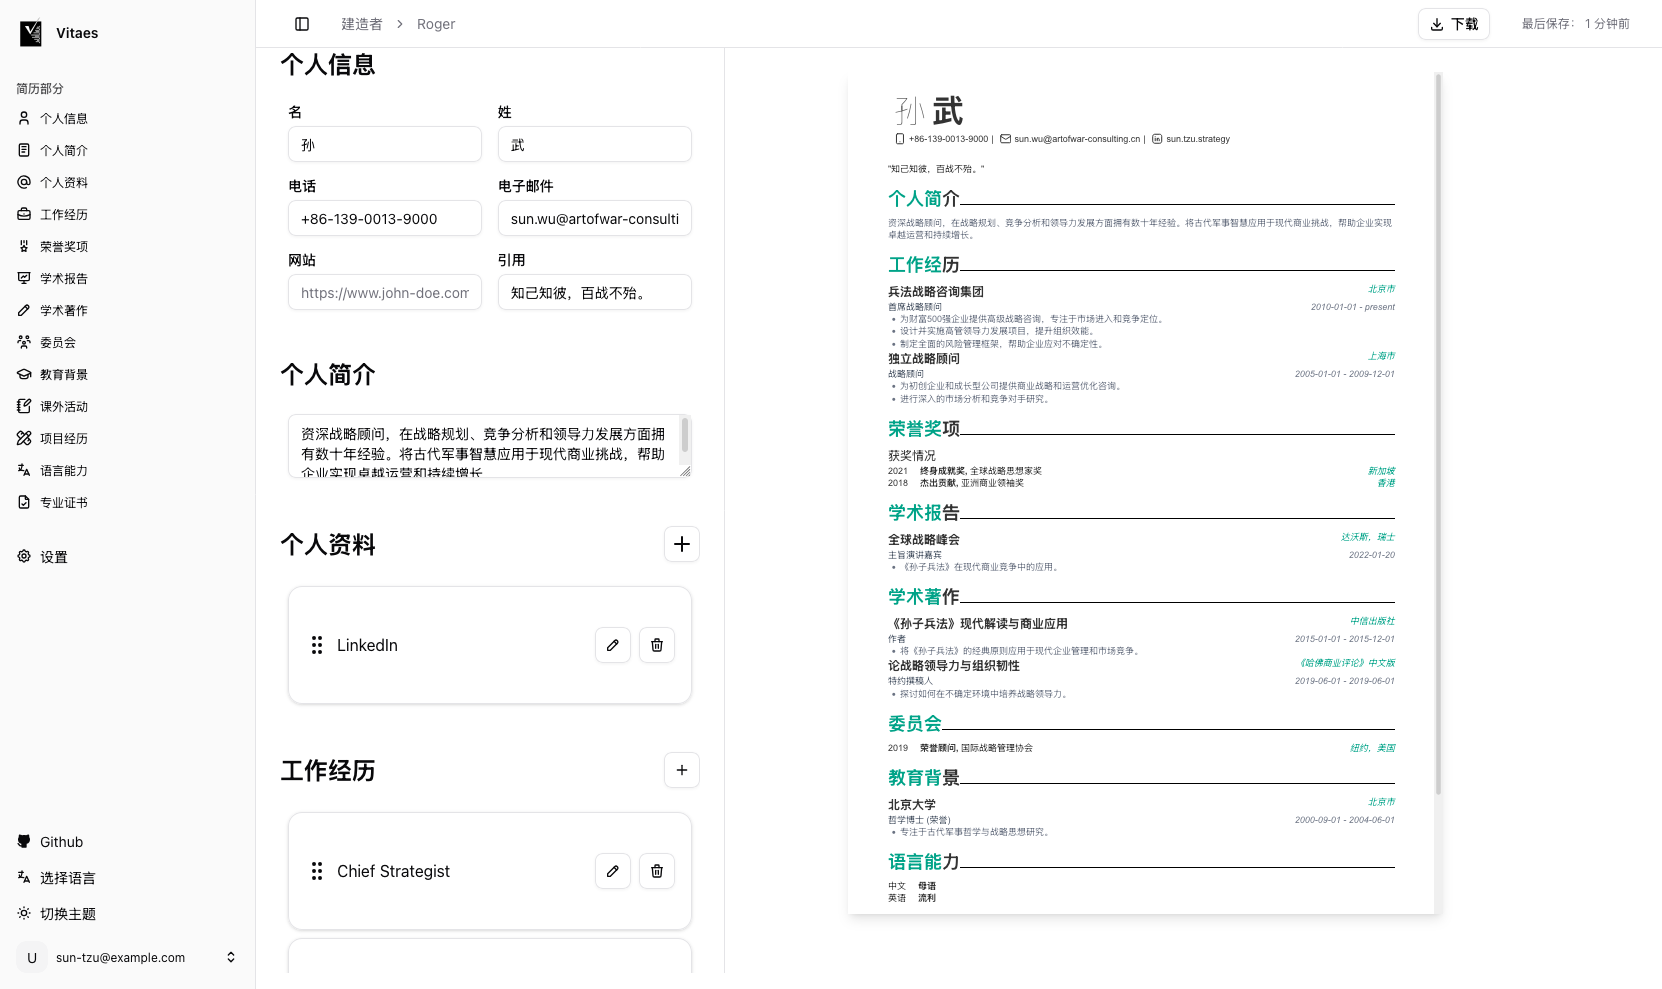 Vitaes
简历部分
个人信息
个人简介
个人资料
工作经历
荣誉奖项
学术报告
学术著作
委员会
教育背景
课外活动
项目经历
语言能力
专业证书
设置
Github
选择语言
切换主题
U sun-tzu@example.com
建造者 > Roger
下载
最后保存： 1 分钟前
个人信息
名 姓
孙 武
电话 电子邮件
+86-139-0013-9000 sun.wu@artofwar-consulti
网站 引用
https://www.john-doe.com 知己知彼，百战不殆。
个人简介
资深战略顾问，在战略规划、竞争分析和领导力发展方面拥
有数十年经验。将古代军事智慧应用于现代商业挑战，帮助
企业实现卓越运营和持续增长
个人资料
LinkedIn
工作经历
Chief Strategist
孙 武
+86-139-0013-9000 | sun.wu@artofwar-consulting.cn | sun.tzu.strategy
"知己知彼，百战不殆。"
个人简介
资深战略顾问，在战略规划、竞争分析和领导力发展方面拥有数十年经验。将古代军事智慧应用于现代商业挑战，帮助企业实现
卓越运营和持续增长。
工作经历
兵法战略咨询集团 北京市
首席战略顾问 2010-01-01 - present
• 为财富500强企业提供高级战略咨询，专注于市场进入和竞争定位。
• 设计并实施高管领导力发展项目，提升组织效能。
• 制定全面的风险管理框架，帮助企业应对不确定性。
独立战略顾问 上海市
战略顾问 2005-01-01 - 2009-12-01
• 为初创企业和成长型公司提供商业战略和运营优化咨询。
• 进行深入的市场分析和竞争对手研究。
荣誉奖项
获奖情况
2021 终身成就奖, 全球战略思想家奖 新加坡
2018 杰出贡献, 亚洲商业领袖奖 香港
学术报告
全球战略峰会 达沃斯，瑞士
主旨演讲嘉宾 2022-01-20
• 《孙子兵法》在现代商业竞争中的应用。
学术著作
《孙子兵法》现代解读与商业应用 中信出版社
作者 2015-01-01 - 2015-12-01
• 将《孙子兵法》的经典原则应用于现代企业管理和市场竞争。
论战略领导力与组织韧性 《哈佛商业评论》中文版
特约撰稿人 2019-06-01 - 2019-06-01
• 探讨如何在不确定环境中培养战略领导力。
委员会
2019 荣誉顾问, 国际战略管理协会 纽约，美国
教育背景
北京大学 北京市
哲学博士 (荣誉) 2000-09-01 - 2004-06-01
• 专注于古代军事哲学与战略思想研究。
语言能力
中文 母语
英语 流利